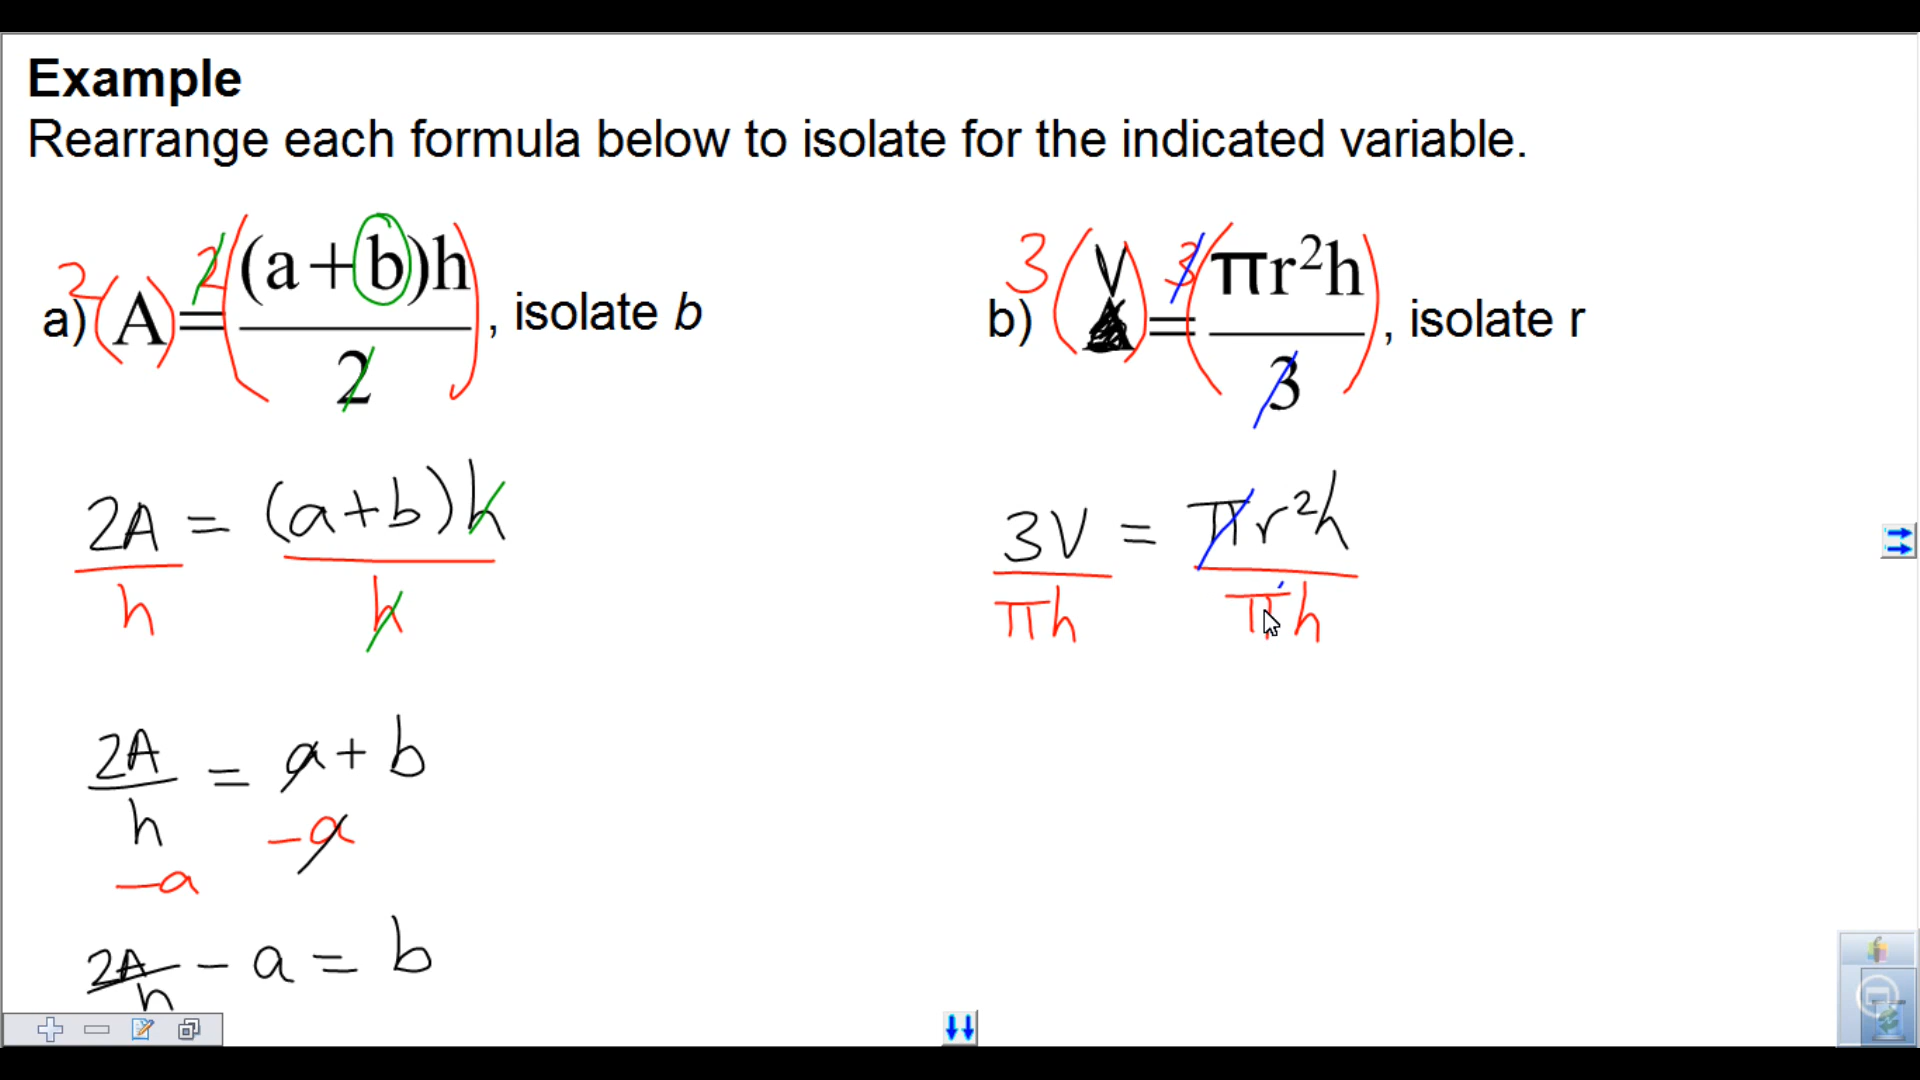 Example
Rearrange each formula below to isolate for the indicated variable.
a) 2(A) = 2((a+b)h / 2), isolate b
2A / h = (a+b)h / h
2A / h = a + b
-a -a
2A / h - a = b
b) 3(V) = 3(πr²h / 3), isolate r
3V / πh = πr²h / πh